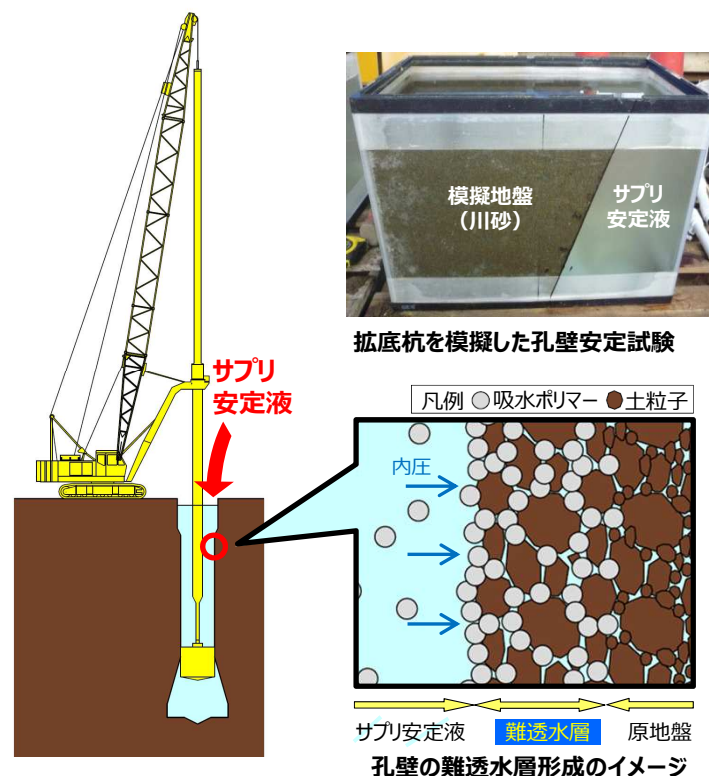 模擬地盤
（川砂）
サプリ
安定液
拡底杭を模擬した孔壁安定試験
サプリ
安定液
凡例 吸水ポリマー 土粒子
内圧
サプリ安定液 難透水層 原地盤
孔壁の難透水層形成のイメージ